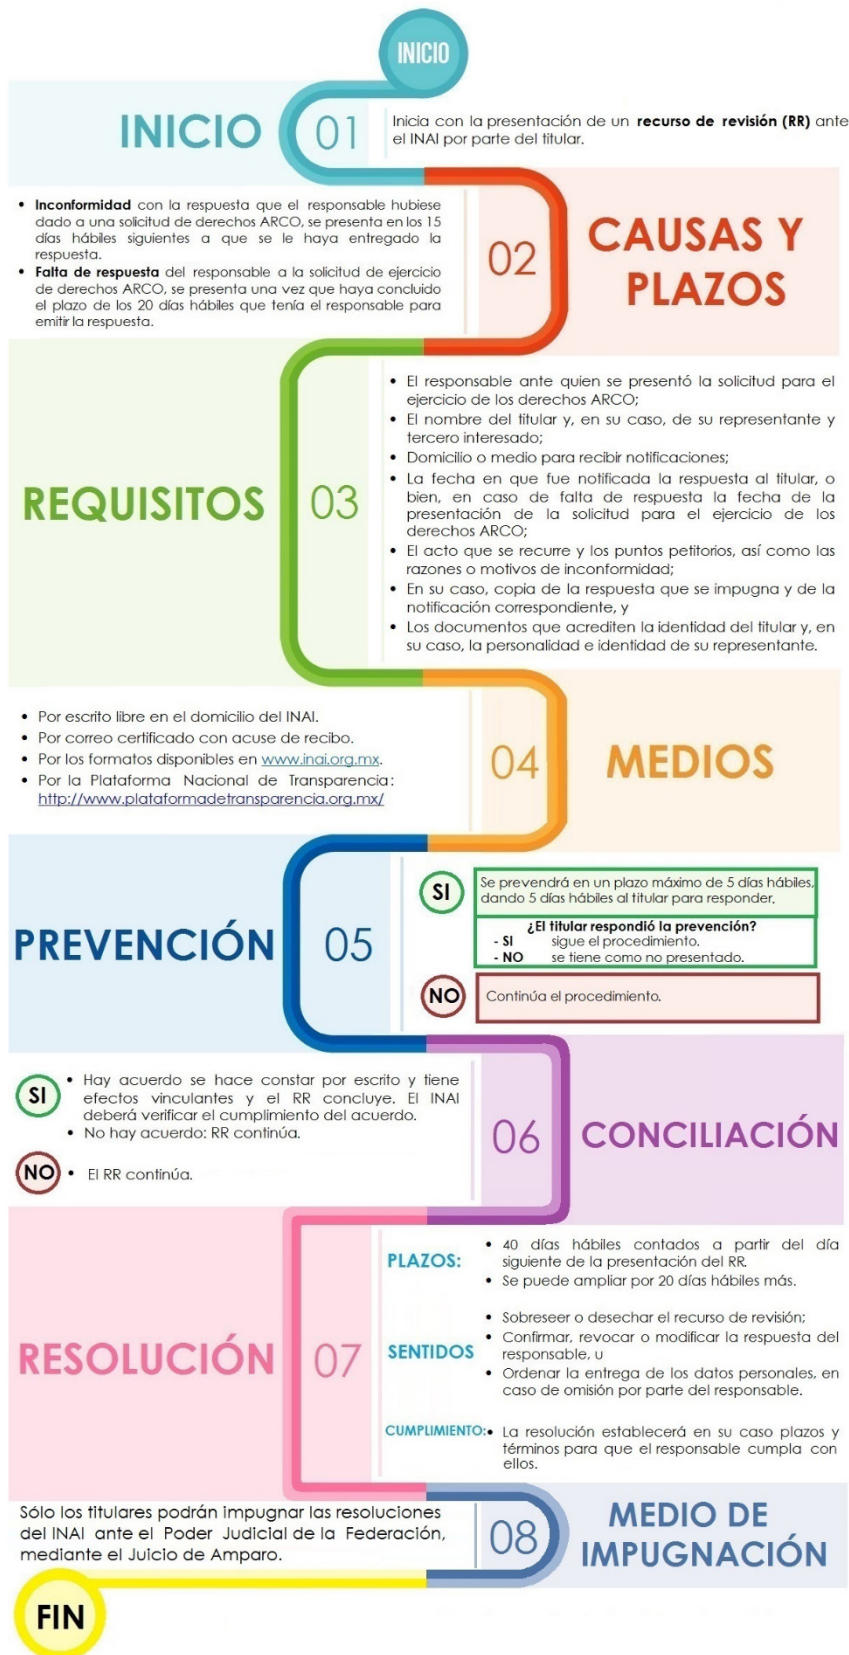 INICIO
INICIO
01
Inicia con la presentación de un recurso de revisión (RR) ante
el INAI por parte del titular.
• Inconformidad con la respuesta que el responsable hubiese
dado a una solicitud de derechos ARCO, se presenta en los 15
días hábiles siguientes a que se le haya entregado la
respuesta.
• Falta de respuesta del responsable a la solicitud de ejercicio
de derechos ARCO, se presenta una vez que haya concluido
el plazo de los 20 días hábiles que tenía el responsable para
emitir la respuesta.
02
CAUSAS Y
PLAZOS
REQUISITOS
03
• El responsable ante quien se presentó la solicitud para el
ejercicio de los derechos ARCO;
• El nombre del titular y, en su caso, de su representante y
tercero interesado;
• Domicilio o medio para recibir notificaciones;
• La fecha en que fue notificada la respuesta al titular, o
bien, en caso de falta de respuesta la fecha de la
presentación de la solicitud para el ejercicio de los
derechos ARCO;
• El acto que se recurre y los puntos petitorios, así como las
razones o motivos de inconformidad;
• En su caso, copia de la respuesta que se impugna y de la
notificación correspondiente, y
• Los documentos que acrediten la identidad del titular y, en
su caso, la personalidad e identidad de su representante.
• Por escrito libre en el domicilio del INAI.
• Por correo certificado con acuse de recibo.
• Por los formatos disponibles en www.inai.org.mx.
• Por la Plataforma Nacional de Transparencia:
http://www.plataformadetransparencia.org.mx/
04
MEDIOS
PREVENCIÓN
05
SI
Se prevendrá en un plazo máximo de 5 días hábiles,
dando 5 días hábiles al titular para responder.
¿El titular respondió la prevención?
- SI sigue el procedimiento.
- NO se tiene como no presentado.
NO
Continúa el procedimiento.
SI
• Hay acuerdo se hace constar por escrito y tiene
efectos vinculantes y el RR concluye. El INAI
deberá verificar el cumplimiento del acuerdo.
• No hay acuerdo: RR continúa.
NO
• El RR continúa.
06
CONCILIACIÓN
RESOLUCIÓN
07
PLAZOS:
• 40 días hábiles contados a partir del día
siguiente de la presentación del RR.
• Se puede ampliar por 20 días hábiles más.
SENTIDOS
• Sobreseer o desechar el recurso de revisión;
• Confirmar, revocar o modificar la respuesta del
responsable, u
• Ordenar la entrega de los datos personales, en
caso de omisión por parte del responsable.
CUMPLIMIENTO:
• La resolución establecerá en su caso plazos y
términos para que el responsable cumpla con
ellos.
Sólo los titulares podrán impugnar las resoluciones
del INAI ante el Poder Judicial de la Federación,
mediante el Juicio de Amparo.
08
MEDIO DE
IMPUGNACIÓN
FIN